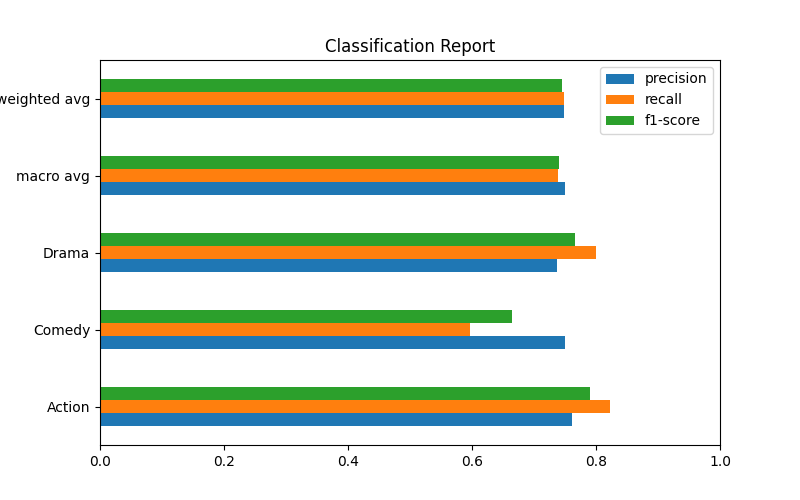 Classification Report
precision
recall
f1-score
weighted avg
macro avg
Drama
Comedy
Action
0.0 0.2 0.4 0.6 0.8 1.0